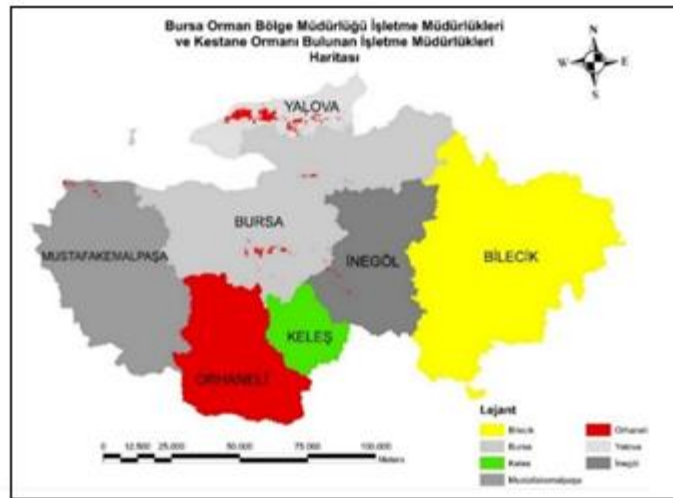 Bursa Orman Bölge Müdürlüğü İşletme Müdürlükleri
ve Kestane Ormanı Bulunan İşletme Müdürlükleri
Haritası
N
W E
S
YALOVA
BURSA
MUSTAFAKEMALPAŞA
İNEGÖL
BİLECİK
KELEŞ
ORHANELİ
Lejant
Bilecik
Orhaneli
Bursa
Yalova
Keles
İnegöl
Mustafakemalpaşa
0 12,500 25,000 50,000 75,000 100,000
Meters